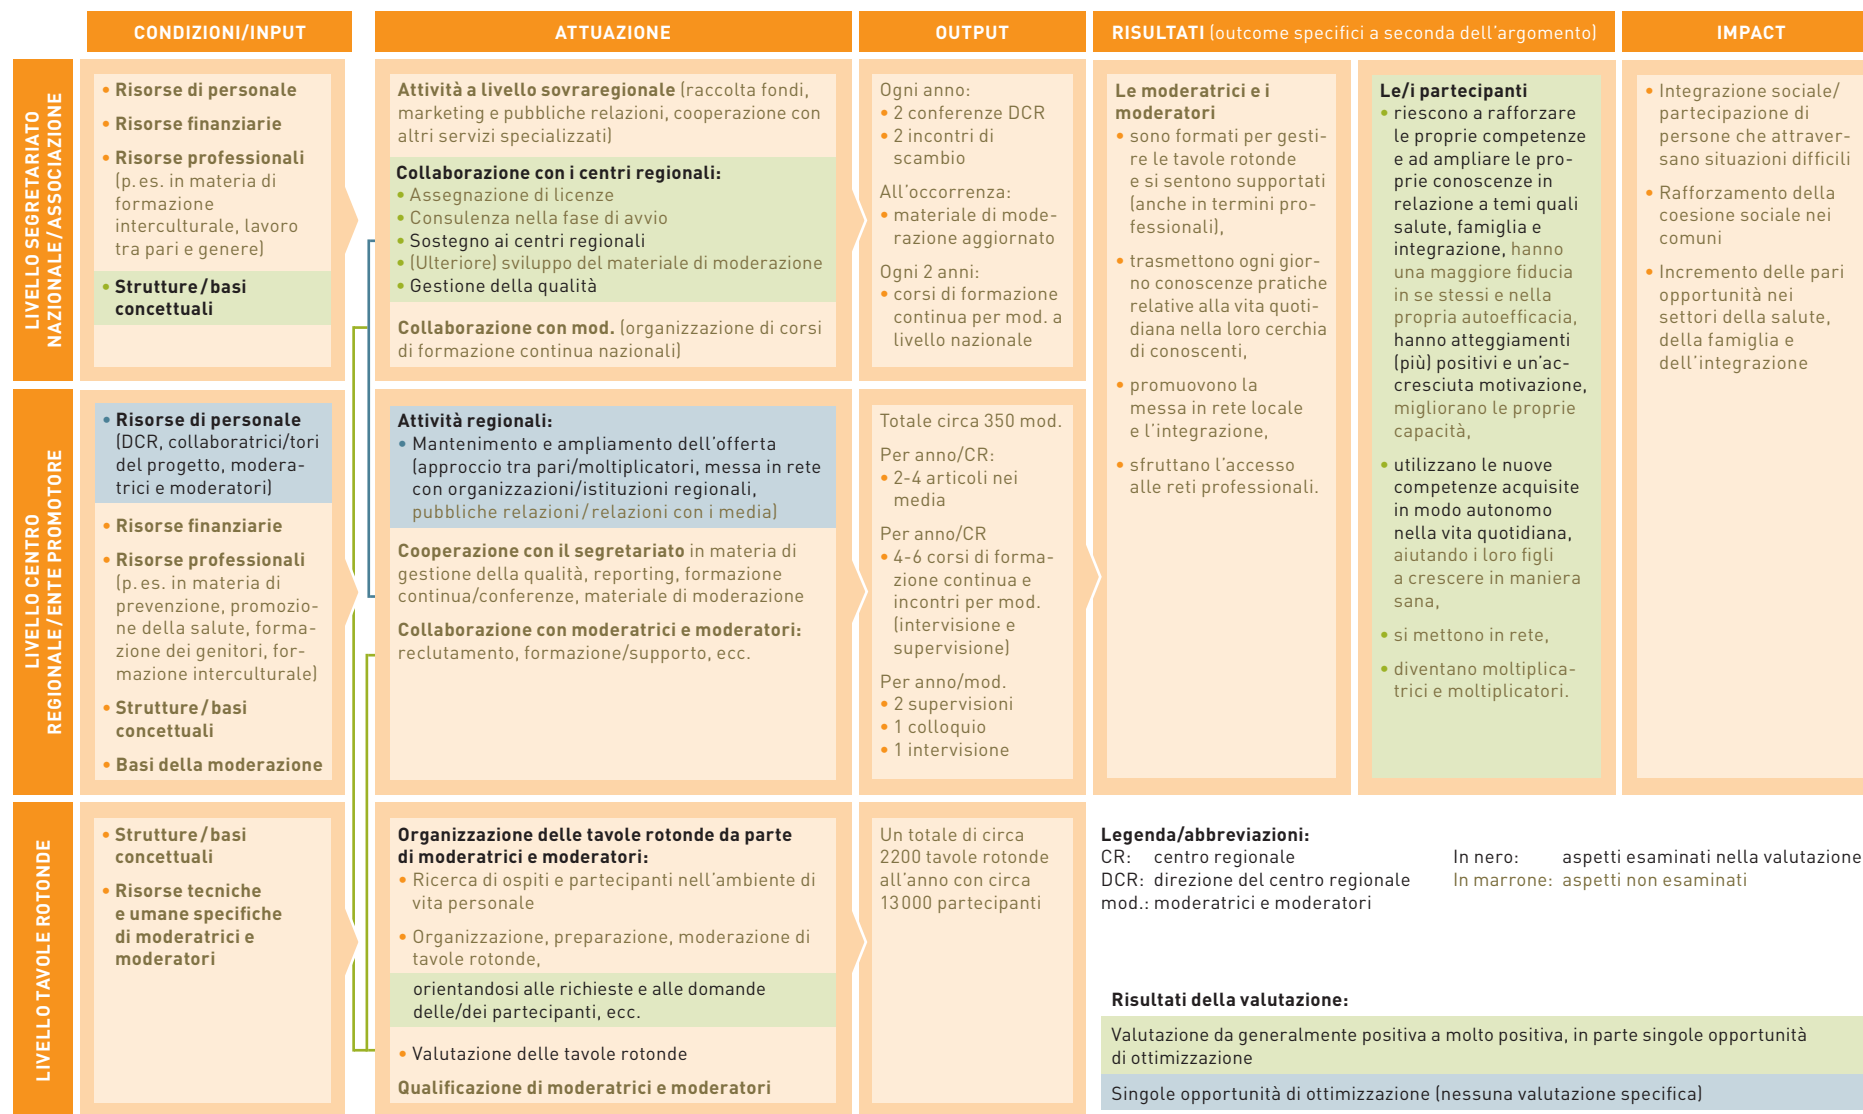 CONDIZIONI/INPUT
ATTUAZIONE
OUTPUT
RISULTATI (outcome specifici a seconda dell'argomento)
IMPACT
LIVELLO SEGRETARIATO
NAZIONALE / ASSOCIAZIONE
• Risorse di personale
• Risorse finanziarie
• Risorse professionali
(p. es. in materia di
formazione
interculturale, lavoro
tra pari e genere)
• Strutture / basi
concettuali
Attività a livello sovraregionale (raccolta fondi,
marketing e pubbliche relazioni, cooperazione con
altri servizi specializzati)
Collaborazione con i centri regionali:
• Assegnazione di licenze
• Consulenza nella fase di avvio
• Sostegno ai centri regionali
• (Ulteriore) sviluppo del materiale di moderazione
• Gestione della qualità
Collaborazione con mod. (organizzazione di corsi
di formazione continua nazionali)
Ogni anno:
• 2 conferenze DCR
• 2 incontri di
scambio
All'occorrenza:
• materiale di mode-
razione aggiornato
Ogni 2 anni:
• corsi di formazione
continua per mod. a
livello nazionale
Le moderatrici e i
moderatori
• sono formati per gesti-
re le tavole rotonde
e si sentono supportati
(anche in termini pro-
fessionali),
• trasmettono ogni gior-
no conoscenze pratiche
relative alla vita quoti-
diana nella loro cerchia
di conoscenti,
• promuovono la
messa in rete locale
e l'integrazione,
• sfruttano l'accesso
alle reti professionali.
Le/i partecipanti
• riescono a rafforzare
le proprie competenze
e ad ampliare le pro-
prie conoscenze in
relazione a temi quali
salute, famiglia e
integrazione, hanno
una maggiore fiducia
in se stessi e nella
propria autoefficacia,
hanno atteggiamenti
(più) positivi e un'ac-
cresciuta motivazione,
migliorano le proprie
capacità,
• utilizzano le nuove
competenze acquisite
in modo autonomo
nella vita quotidiana,
aiutando i loro figli
a crescere in maniera
sana,
• si mettono in rete,
• diventano moltiplica-
trici e moltiplicatori.
• Integrazione sociale/
partecipazione di
persone che attraver-
sano situazioni difficili
• Rafforzamento della
coesione sociale nei
comuni
• Incremento delle pari
opportunità nei
settori della salute,
della famiglia e
dell'integrazione
LIVELLO CENTRO
REGIONALE / ENTE PROMOTORE
• Risorse di personale
(DCR, collaboratrici/tori
del progetto, modera-
trici e moderatori)
• Risorse finanziarie
• Risorse professionali
(p. es. in materia di
prevenzione, promozio-
ne della salute, forma-
zione dei genitori, for-
mazione interculturale)
• Strutture / basi
concettuali
• Basi della moderazione
Attività regionali:
• Mantenimento e ampliamento dell'offerta
(approccio tra pari/moltiplicatori, messa in rete
con organizzazioni/istituzioni regionali,
pubbliche relazioni / relazioni con i media)
Cooperazione con il segretariato in materia di
gestione della qualità, reporting, formazione
continua/conferenze, materiale di moderazione
Collaborazione con moderatrici e moderatori:
reclutamento, formazione/supporto, ecc.
Totale circa 350 mod.
Per anno/CR:
• 2-4 articoli nei
media
Per anno/CR
• 4-6 corsi di forma-
zione continua e
incontri per mod.
(intervisione e
supervisione)
Per anno/mod.
• 2 supervisioni
• 1 colloquio
• 1 intervisione
LIVELLO TAVOLE ROTONDE
• Strutture / basi
concettuali
• Risorse tecniche
e umane specifiche
di moderatrici e
moderatori
Organizzazione delle tavole rotonde da parte
di moderatrici e moderatori:
• Ricerca di ospiti e partecipanti nell'ambiente di
vita personale
• Organizzazione, preparazione, moderazione di
tavole rotonde,
orientandosi alle richieste e alle domande
delle/dei partecipanti, ecc.
• Valutazione delle tavole rotonde
Qualificazione di moderatrici e moderatori
Un totale di circa
2200 tavole rotonde
all'anno con circa
13000 partecipanti
Legenda/abbreviazioni:
CR: centro regionale
DCR: direzione del centro regionale
mod.: moderatrici e moderatori
In nero: aspetti esaminati nella valutazione
In marrone: aspetti non esaminati
Risultati della valutazione:
Valutazione da generalmente positiva a molto positiva, in parte singole opportunità
di ottimizzazione
Singole opportunità di ottimizzazione (nessuna valutazione specifica)